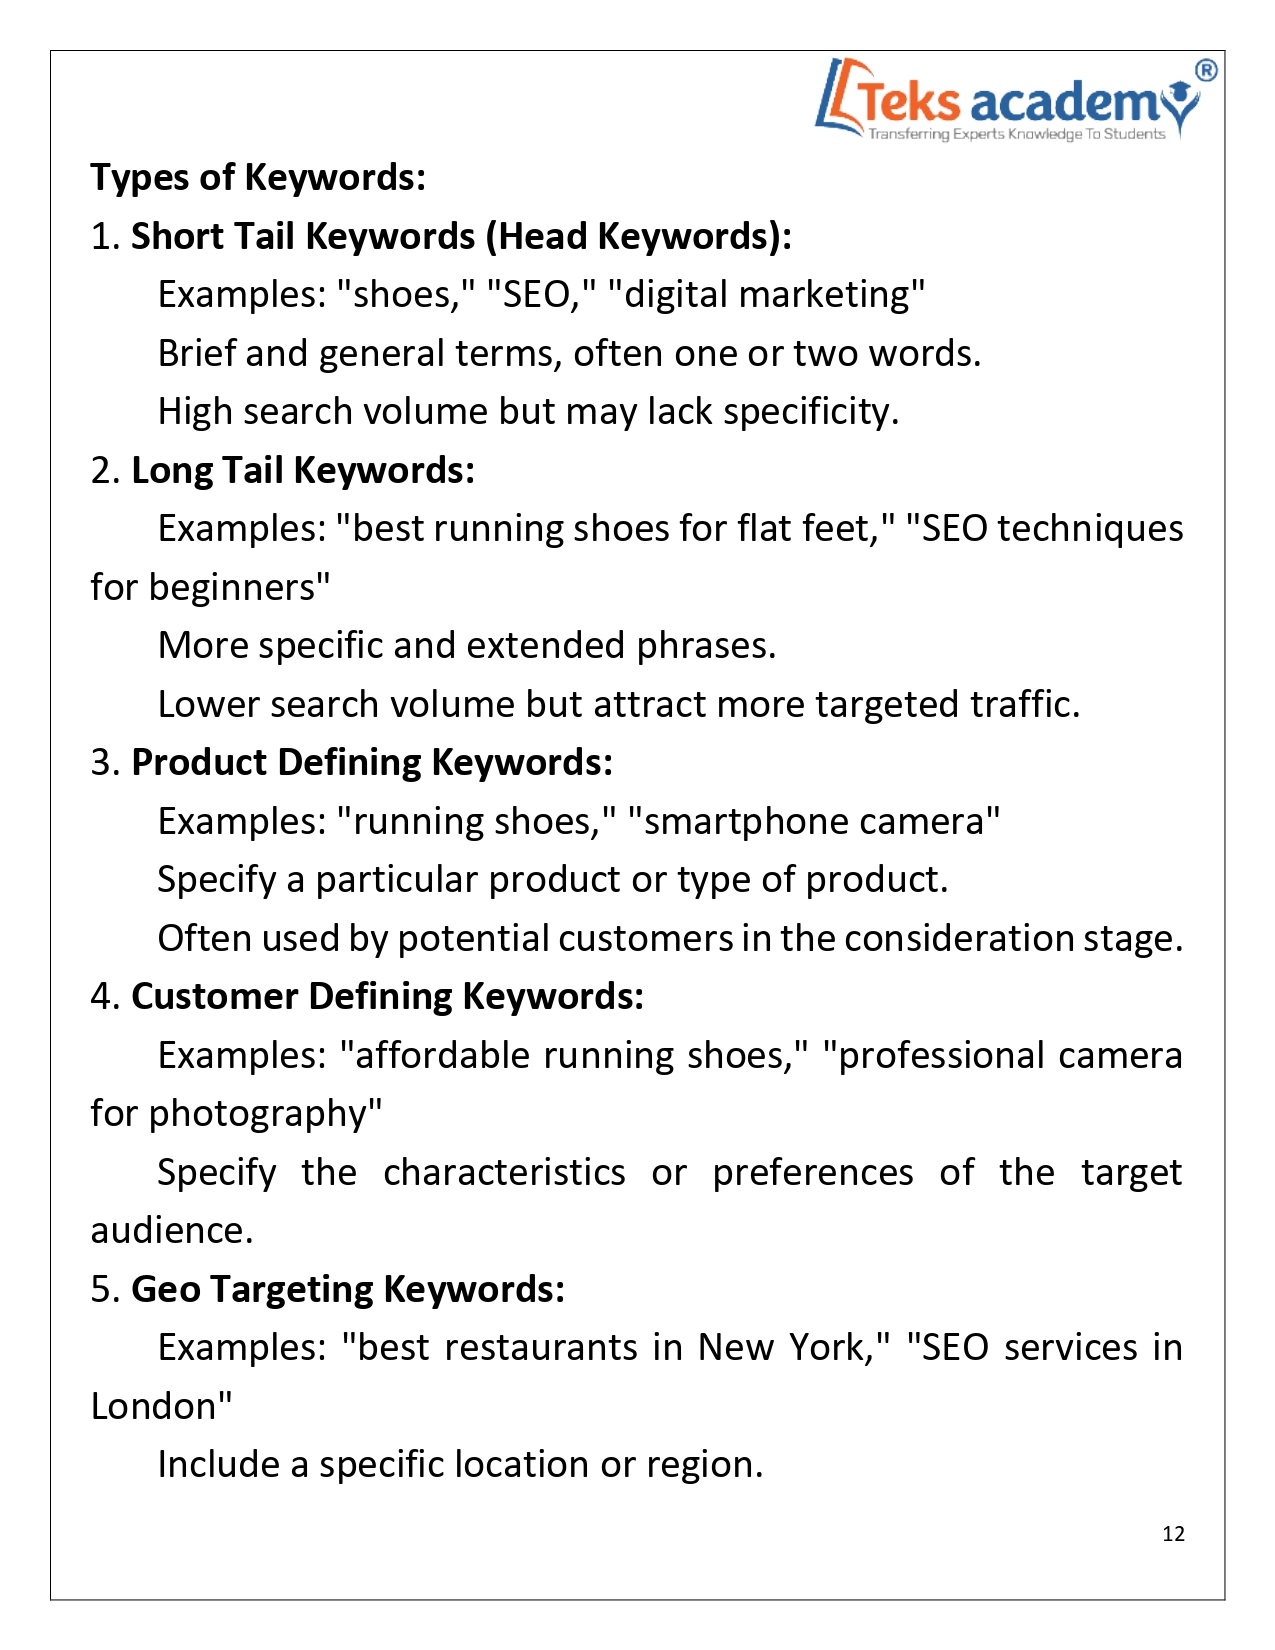 Teks academy®
Transferring Experts Knowledge To Students
Types of Keywords:
1. Short Tail Keywords (Head Keywords):
Examples: "shoes," "SEO," "digital marketing"
Brief and general terms, often one or two words.
High search volume but may lack specificity.
2. Long Tail Keywords:
Examples: "best running shoes for flat feet," "SEO techniques
for beginners"
More specific and extended phrases.
Lower search volume but attract more targeted traffic.
3. Product Defining Keywords:
Examples: "running shoes," "smartphone camera"
Specify a particular product or type of product.
Often used by potential customers in the consideration stage.
4. Customer Defining Keywords:
Examples: "affordable running shoes," "professional camera
for photography"
Specify the characteristics or preferences of the target
audience.
5. Geo Targeting Keywords:
Examples: "best restaurants in New York," "SEO services in
London"
Include a specific location or region.
12